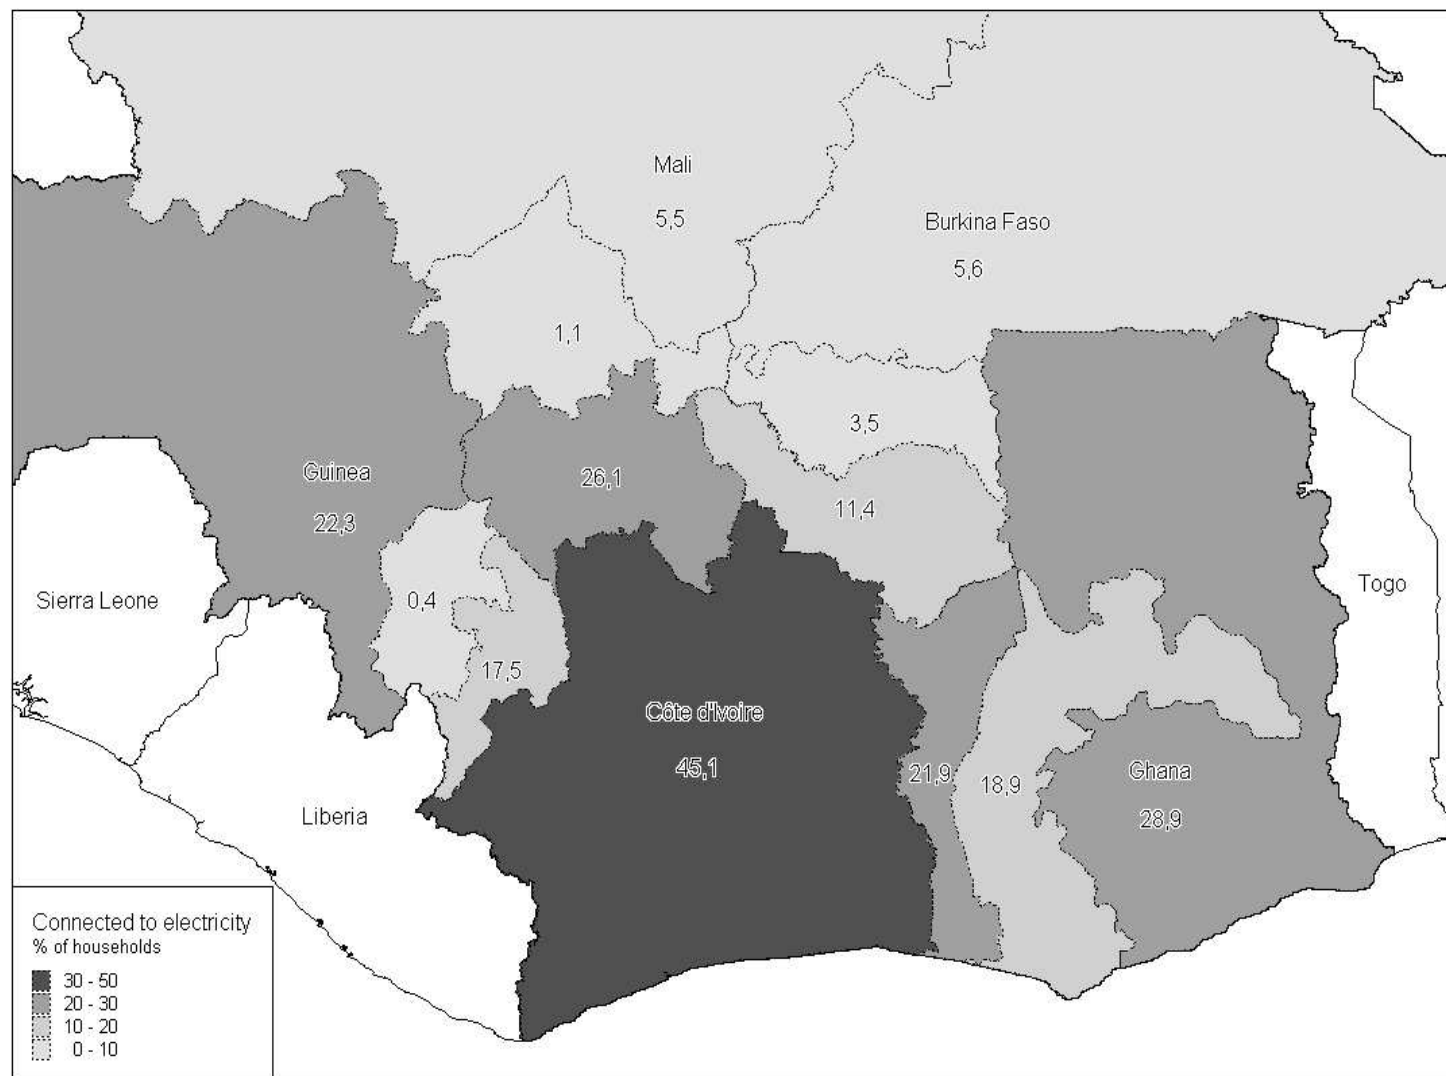 Mali
5,5
Burkina Faso
5,6
1,1
3,5
Guinea
22,3
26,1
11,4
Sierra Leone
0,4
Togo
17,5
Côte d'Ivoire
45,1
21,9
18,9
Ghana
28,9
Liberia
Connected to electricity
% of households
30 - 50
20 - 30
10 - 20
0 - 10